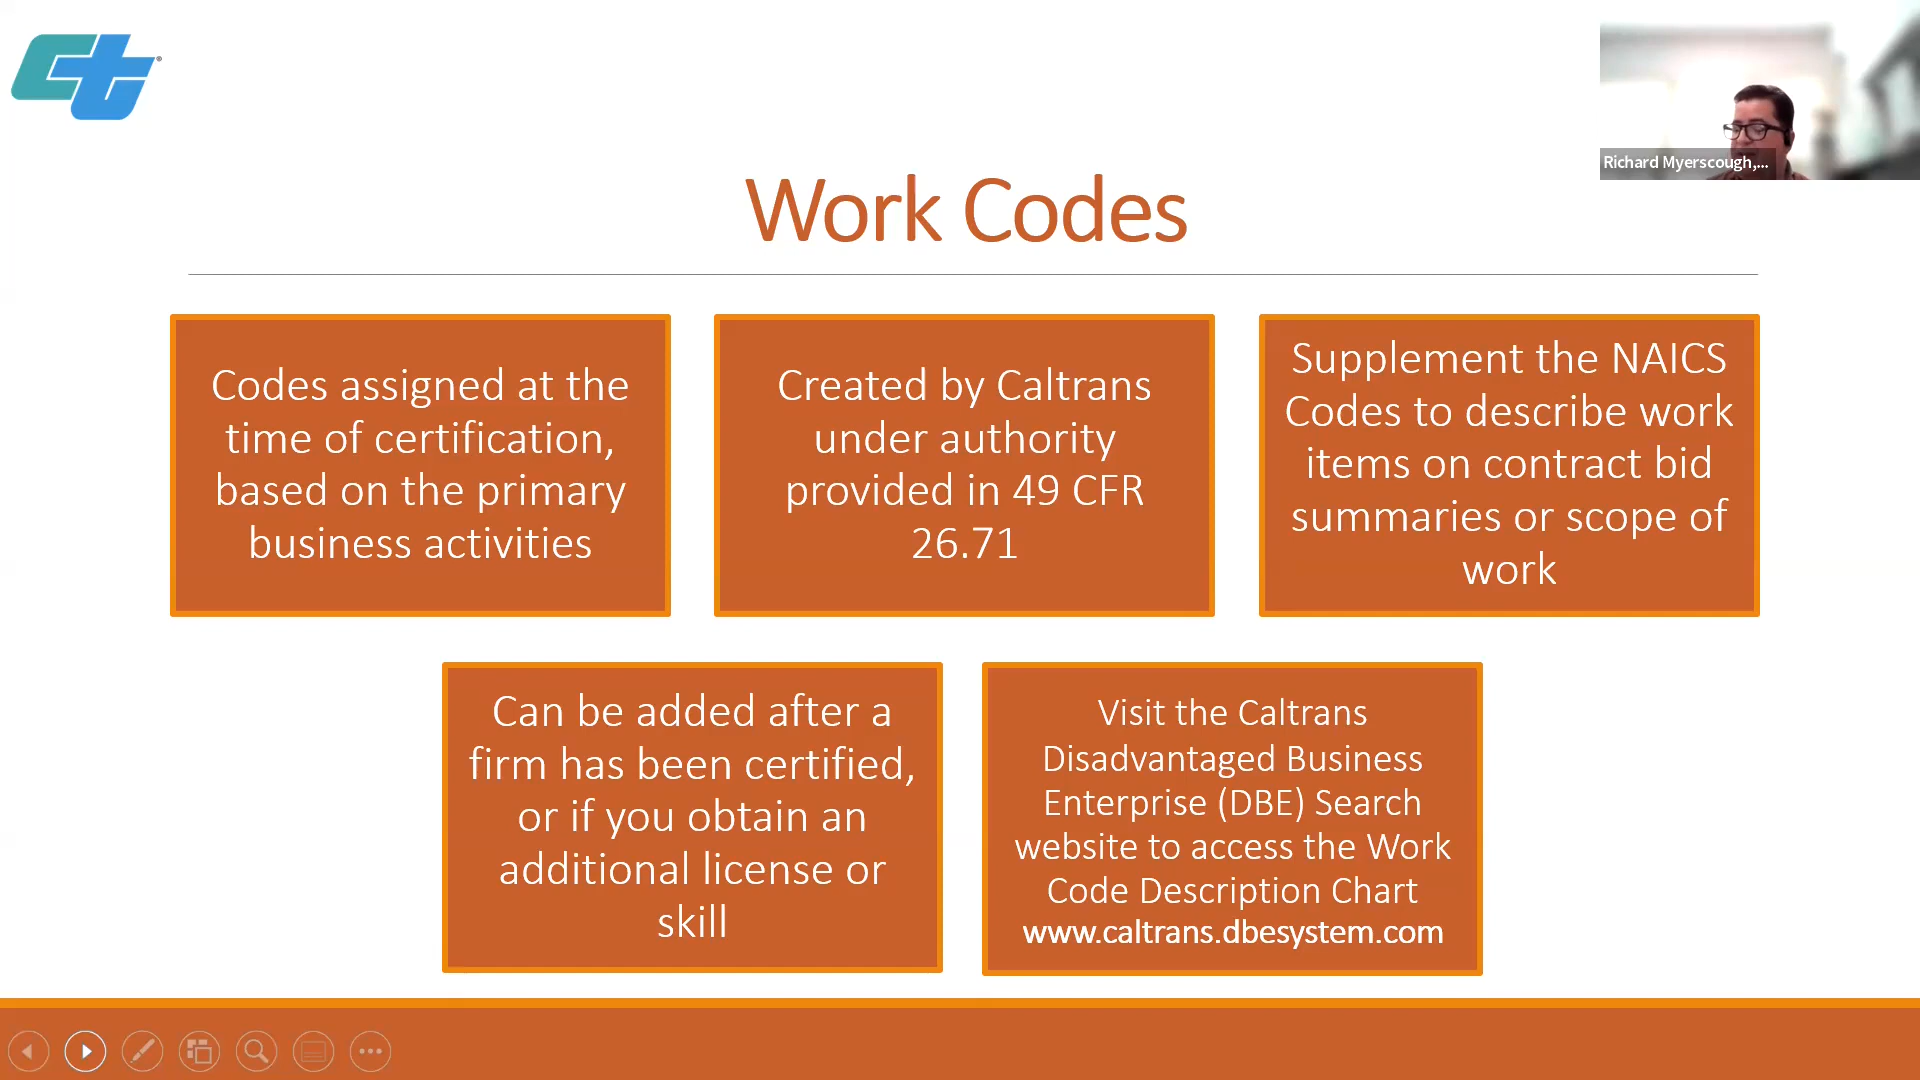 ct
Richard Myerscough,...
Work Codes
Codes assigned at the
time of certification,
based on the primary
business activities
Created by Caltrans
under authority
provided in 49 CFR
26.71
Supplement the NAICS
Codes to describe work
items on contract bid
summaries or scope of
work
Can be added after a
firm has been certified,
or if you obtain an
additional license or
skill
Visit the Caltrans
Disadvantaged Business
Enterprise (DBE) Search
website to access the Work
Code Description Chart
www.caltrans.dbesystem.com